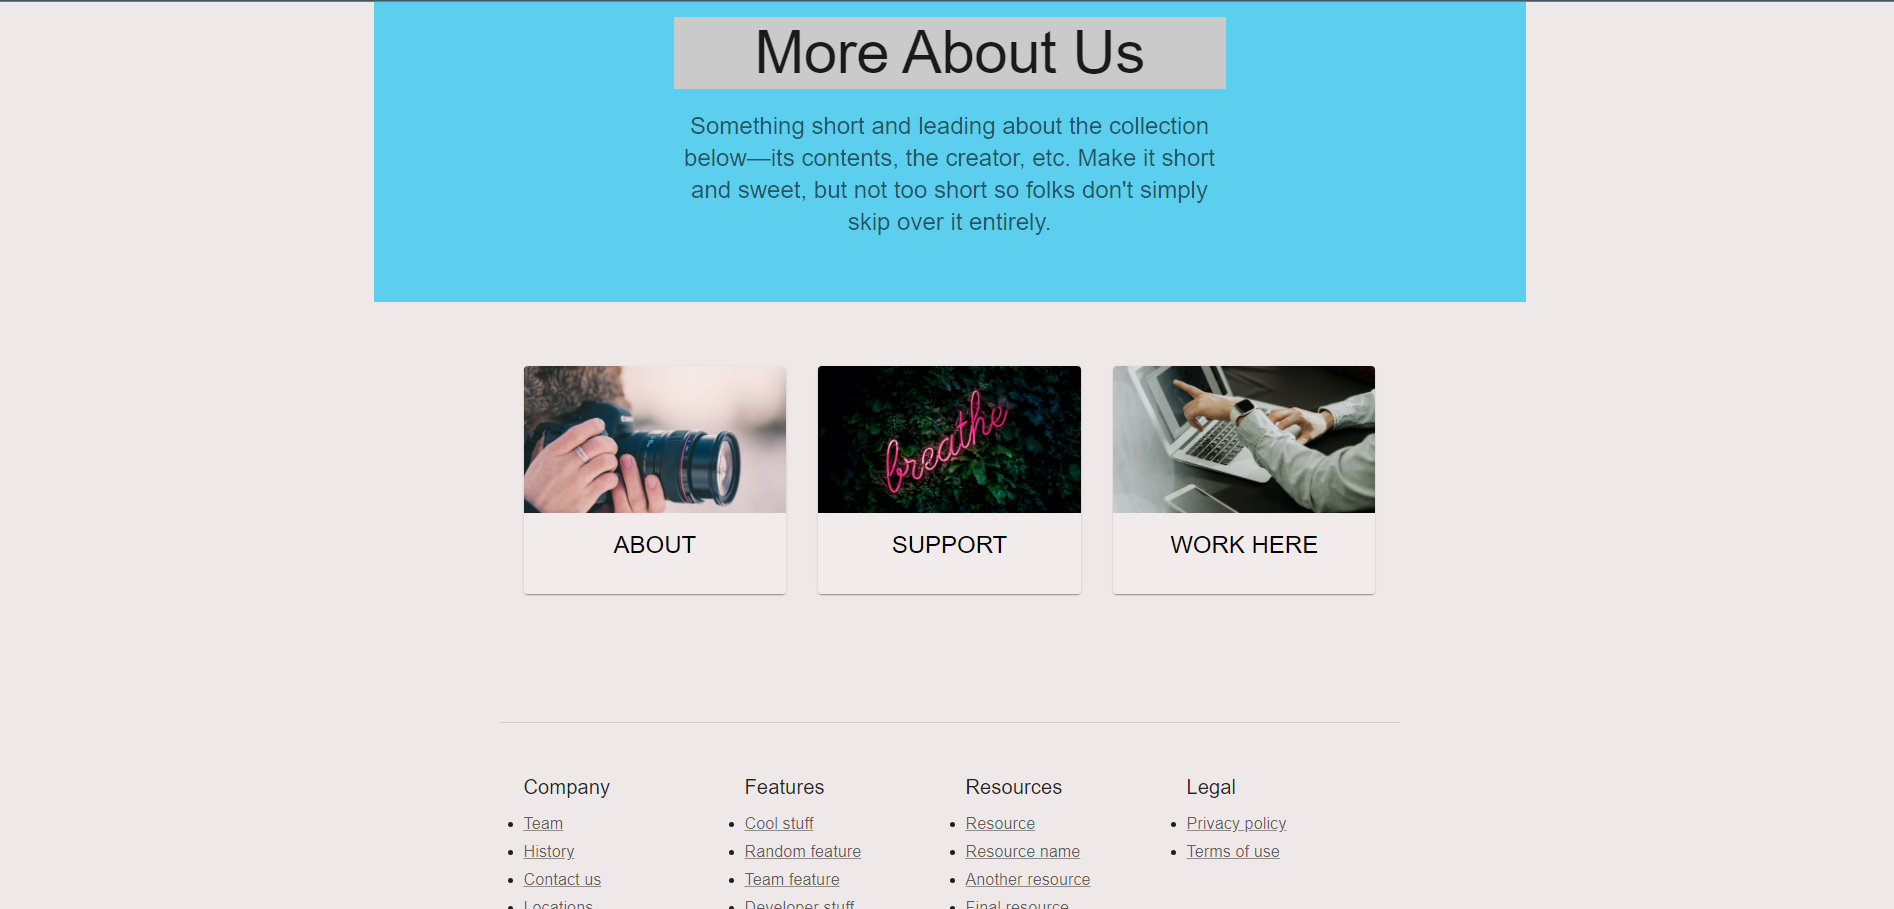 More About Us
Something short and leading about the collection
below—its contents, the creator, etc. Make it short
and sweet, but not too short so folks don't simply
skip over it entirely.
breathe
ABOUT
SUPPORT
WORK HERE
Company
Team
History
Contact us
Locations
Features
Cool stuff
Random feature
Team feature
Developer stuff
Resources
Resource
Resource name
Another resource
Final resource
Legal
Privacy policy
Terms of use